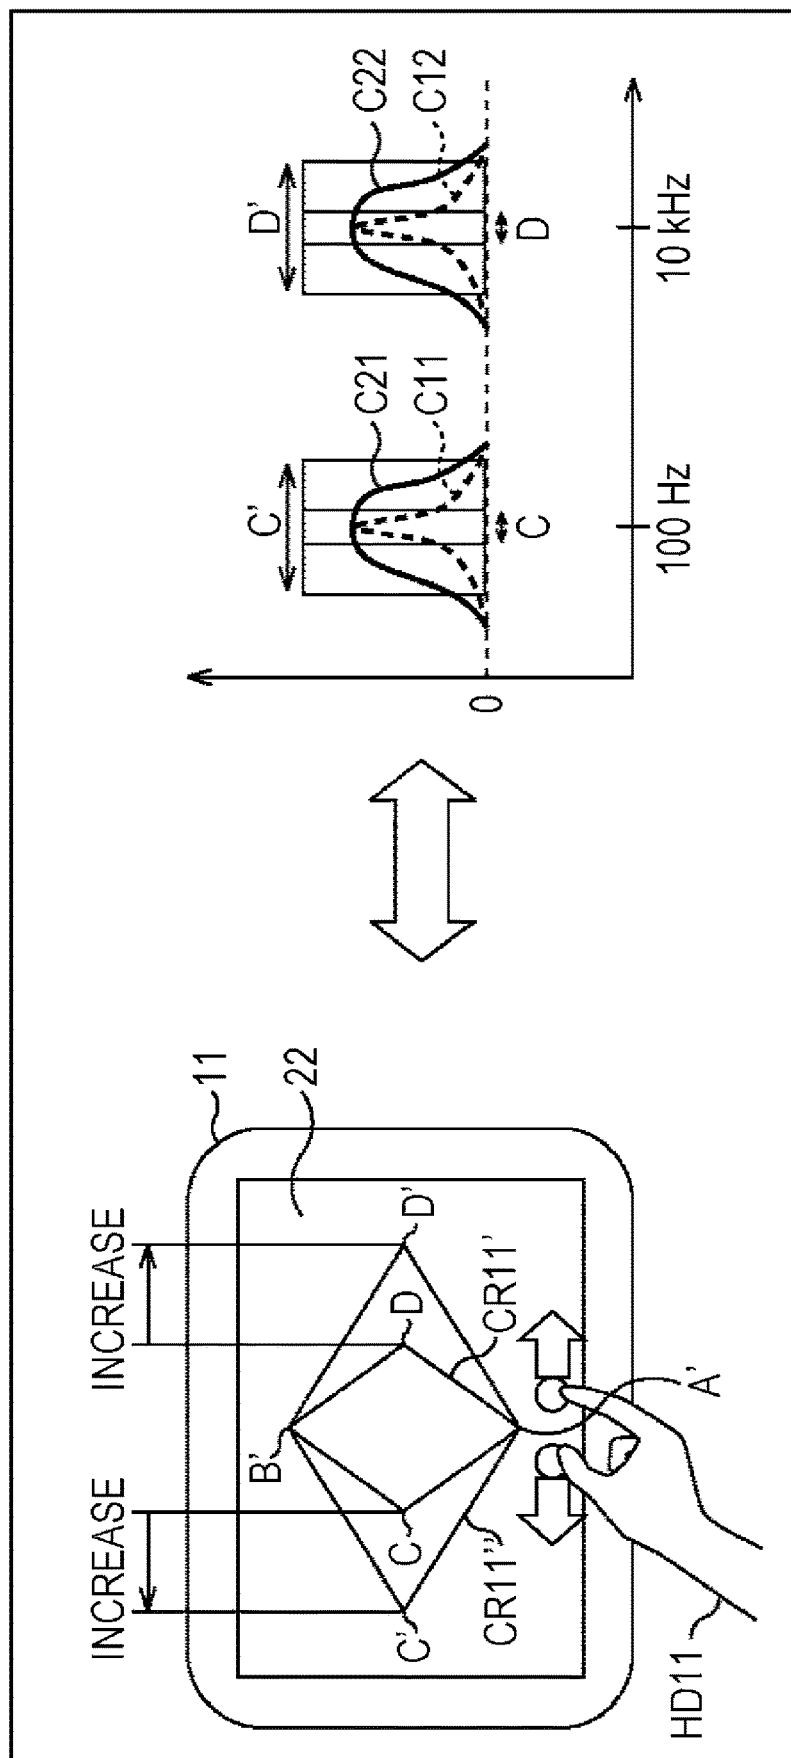 INCREASE
INCREASE
11
22
B'
C'
C
D
D'
CR11'
CR11''
A'
HD11
C'
D'
C21
C22
C11
C12
0
C
D
100 Hz
10 kHz